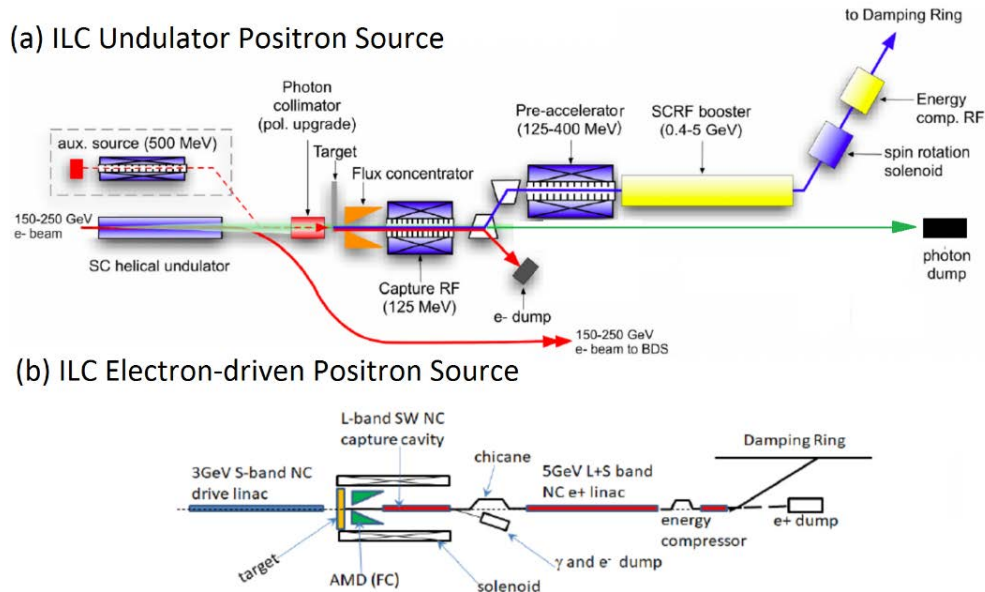 (a) ILC Undulator Positron Source
to Damping Ring
aux. source (500 MeV)
Photon
collimator
(pol. upgrade)
Target
Flux concentrator
Pre-accelerator
(125-400 MeV)
SCRF booster
(0.4-5 GeV)
Energy
comp. RF
spin rotation
solenoid
150-250 GeV
e- beam
SC helical undulator
Capture RF
(125 MeV)
e- dump
photon
dump
150-250 GeV
e- beam to BDS
(b) ILC Electron-driven Positron Source
3GeV S-band NC
drive linac
L-band SW NC
capture cavity
chicane
5GeV L+S band
NC e+ linac
Damping Ring
energy
compressor
e+ dump
target
AMD (FC)
solenoid
γ and e- dump